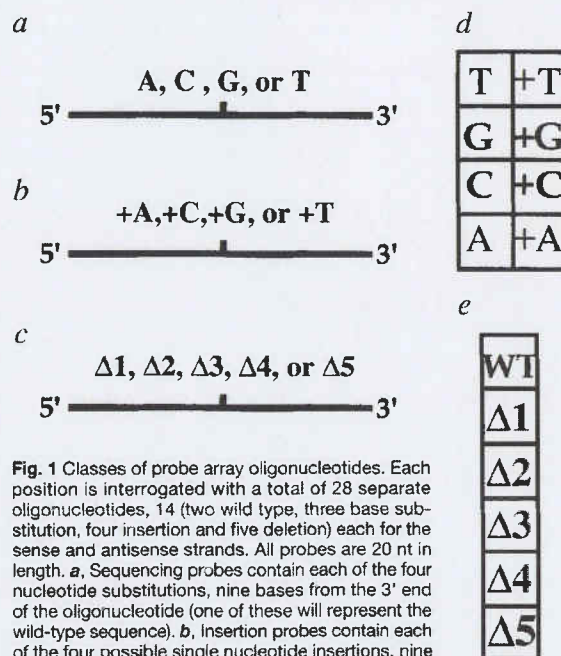 a
A, C , G, or T
5' 3'
b
+A,+C,+G, or +T
5' 3'
c
Δ1, Δ2, Δ3, Δ4, or Δ5
5' 3'
Fig. 1 Classes of probe array oligonucleotides. Each
position is interrogated with a total of 28 separate
oligonucleotides, 14 (two wild type, three base sub-
stitution, four insertion and five deletion) each for the
sense and antisense strands. All probes are 20 nt in
length. a, Sequencing probes contain each of the four
nucleotide substitutions, nine bases from the 3' end
of the oligonucleotide (one of these will represent the
wild-type sequence). b, Insertion probes contain each
of the four possible single nucleotide insertions, nine
d
T +T
G +G
C +C
A +A
e
WT
Δ1
Δ2
Δ3
Δ4
Δ5